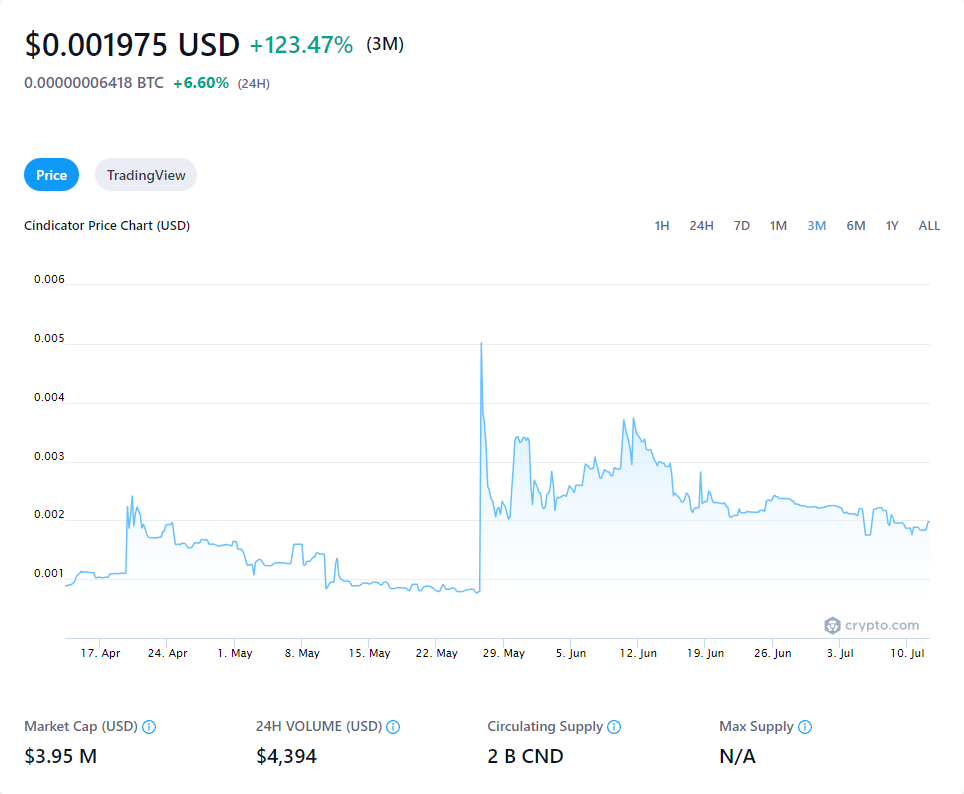 $0.001975 USD +123.47% (3M)
0.00000006418 BTC +6.60% (24H)
Price TradingView
Cindicator Price Chart (USD) 1H 24H 7D 1M 3M 6M 1Y ALL
0.006
0.005
0.004
0.003
0.002
0.001
crypto.com
17. Apr 24. Apr 1. May 8. May 15. May 22. May 29. May 5. Jun 12. Jun 19. Jun 26. Jun 3. Jul 10. Jul
Market Cap (USD) 24H VOLUME (USD) Circulating Supply Max Supply
$3.95 M $4,394 2 B CND N/A